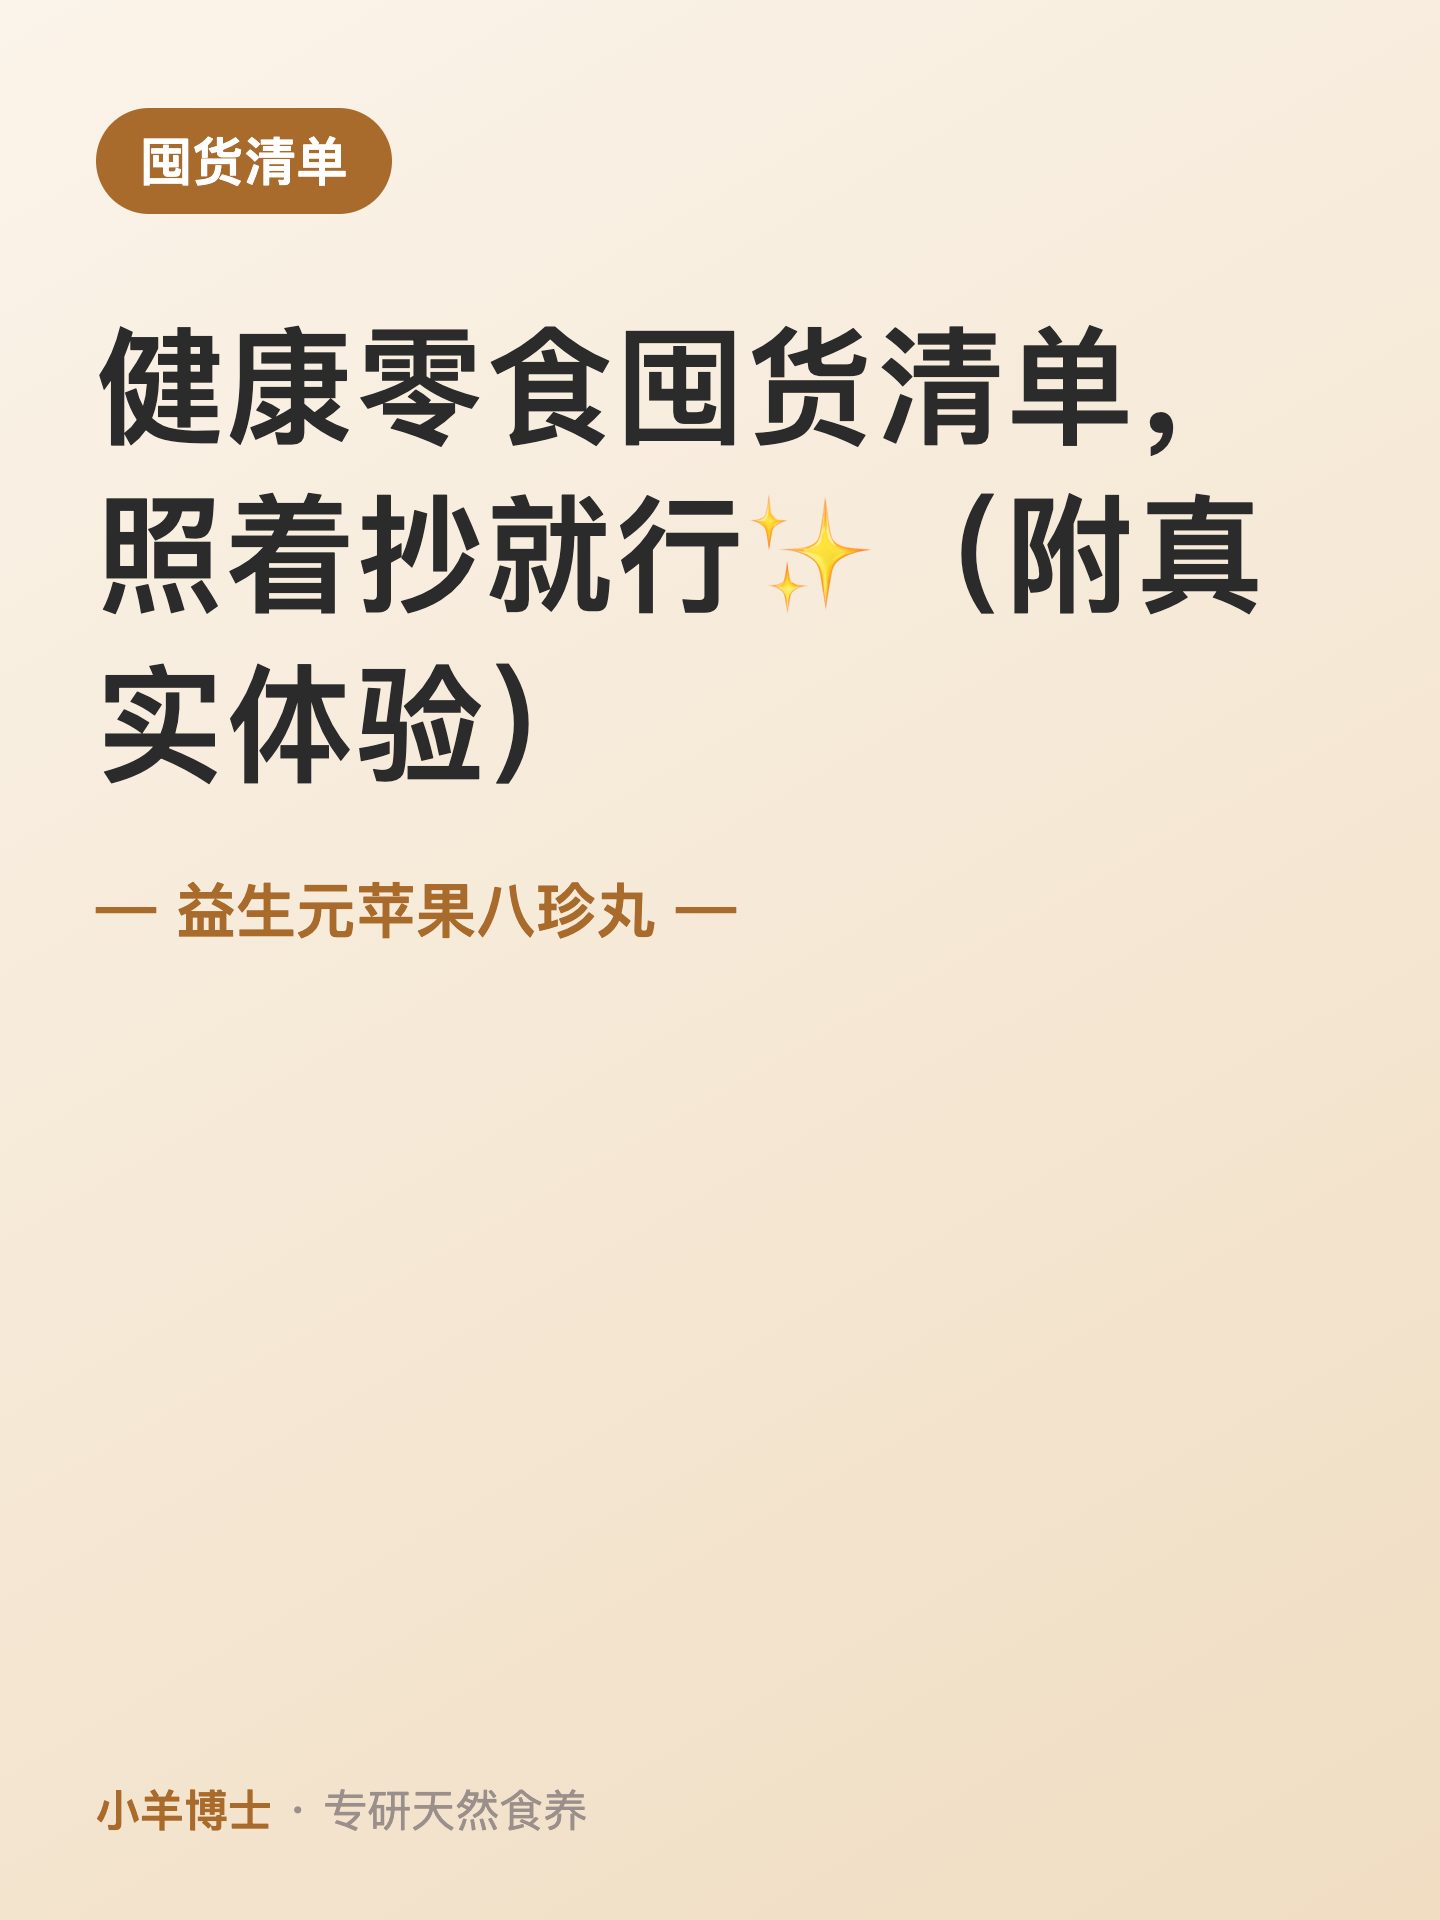 囤货清单
健康零食囤货清单，
照着抄就行✨（附真
实体验）
— 益生元苹果八珍丸 —
小羊博士 · 专研天然食养